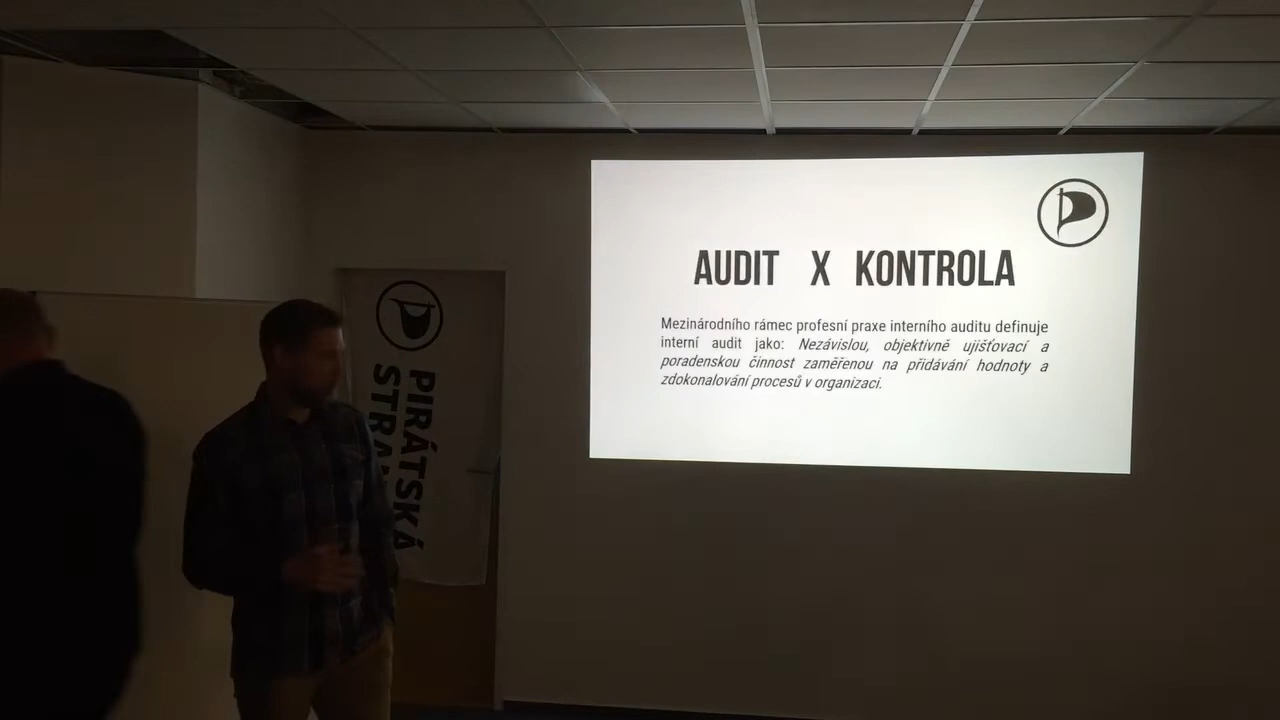 AUDIT X KONTROLA
Mezinárodního rámec profesní praxe interního auditu definuje
interní audit jako: Nezávislou, objektivně ujišťovací a
poradenskou činnost zaměřenou na přidávání hodnoty a
zdokonalování procesů v organizaci.
PIRÁTSKÁ